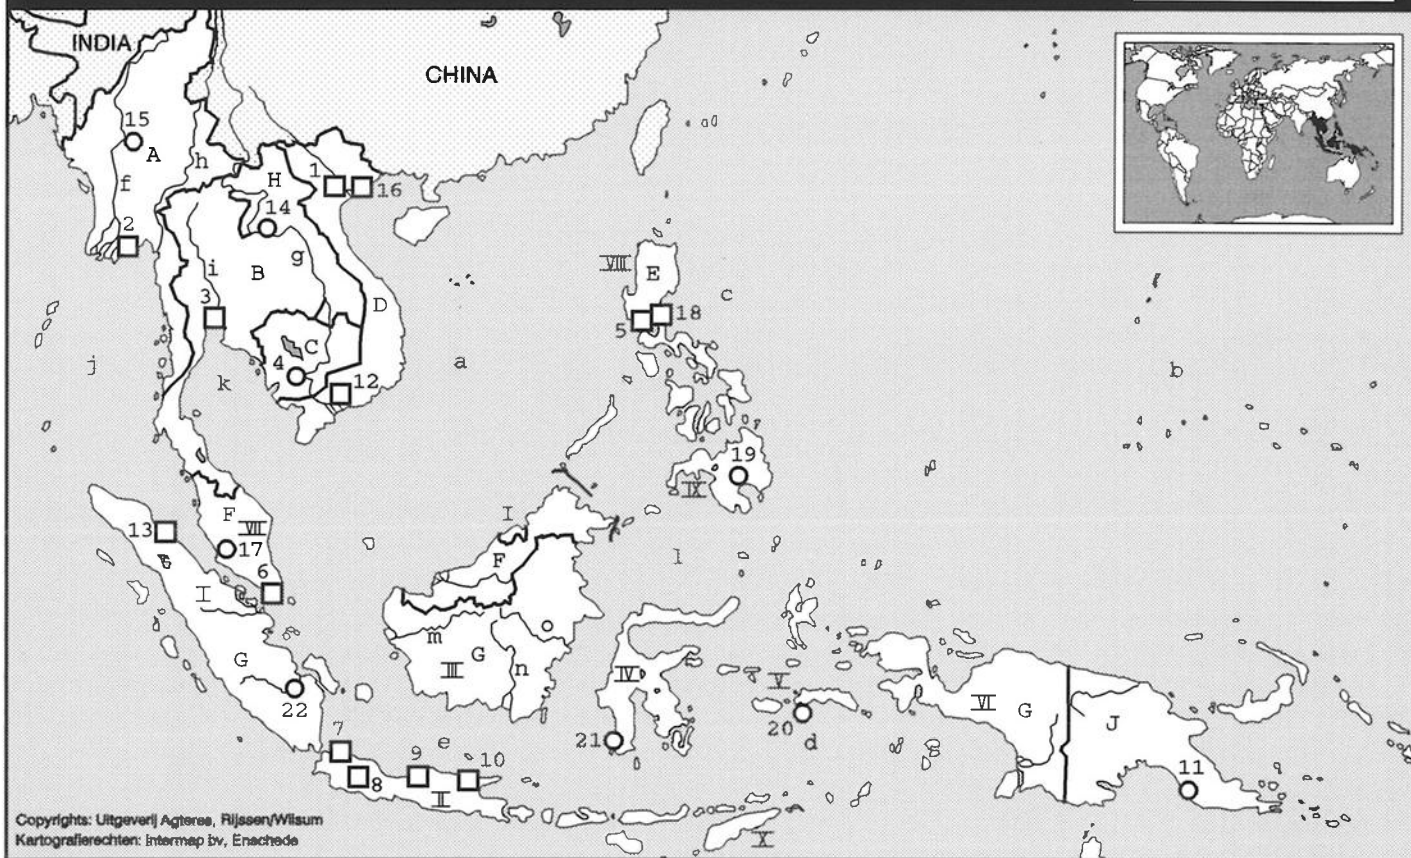 INDIA
CHINA
15
A
h
f
H
1
16
14
2
VIII
E
g
i
B
c
3
D
18
5
C
j
a
4
b
k
12
19
IX
I
F
VII
13
17
F
l
6
G
I
m
G
G
III
n
IV
V
VI
G
J
22
20
7
21
d
e
9
10
11
8
II
X
Copyrights: Uitgeverij Agteres, Rijssen/Wilsum
Kartografierechten: Intermap bv, Enschede